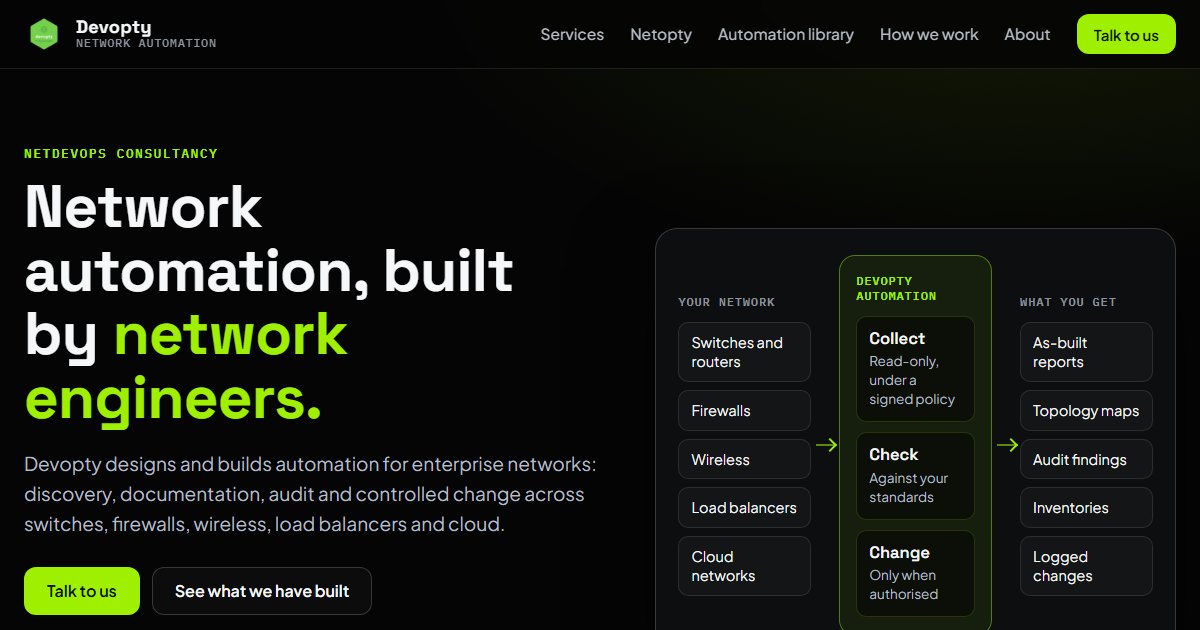 Devopty
NETWORK AUTOMATION
Services
Netopty
Automation library
How we work
About
Talk to us
NETDEVOPS CONSULTANCY
Network
automation, built
by network
engineers.
Devopty designs and builds automation for enterprise networks:
discovery, documentation, audit and controlled change across
switches, firewalls, wireless, load balancers and cloud.
Talk to us
See what we have built
YOUR NETWORK
Switches and
routers
Firewalls
Wireless
Load balancers
Cloud
networks
DEVOPTY
AUTOMATION
Collect
Read-only,
under a
signed policy
Check
Against your
standards
Change
Only when
authorised
WHAT YOU GET
As-built
reports
Topology maps
Audit findings
Inventories
Logged
changes